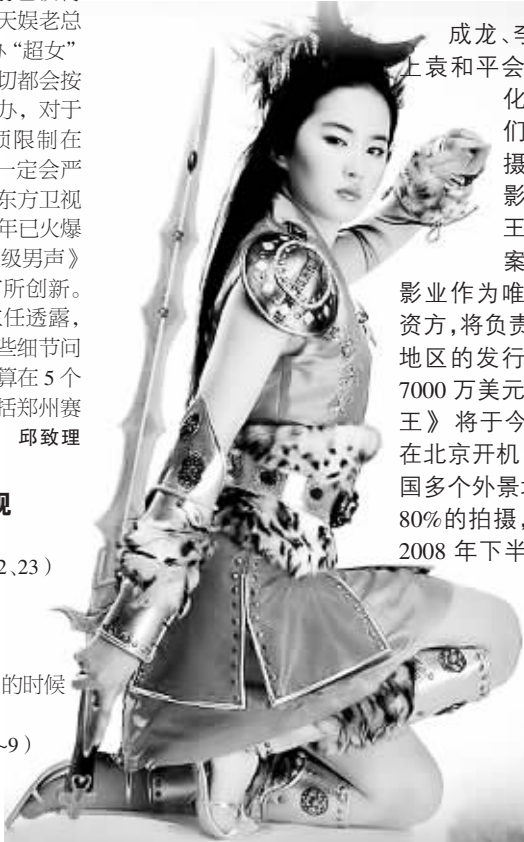 天娱老总
办“超女”
切都会按
办，对于
项限制在
一定会严
东方卫视
年已火爆
级男声》
所创新。
任透露，
些细节问
算在 5 个
括郑州赛
邱致理
视
2、23）
的时候
~9）
成龙、李
上袁和平会
化
们
摄
影
王
案
影业作为唯
资方，将负责
地区的发行
7000 万美元
王》 将于今
在北京开机
国多个外景
80%的拍摄，
2008 年下半